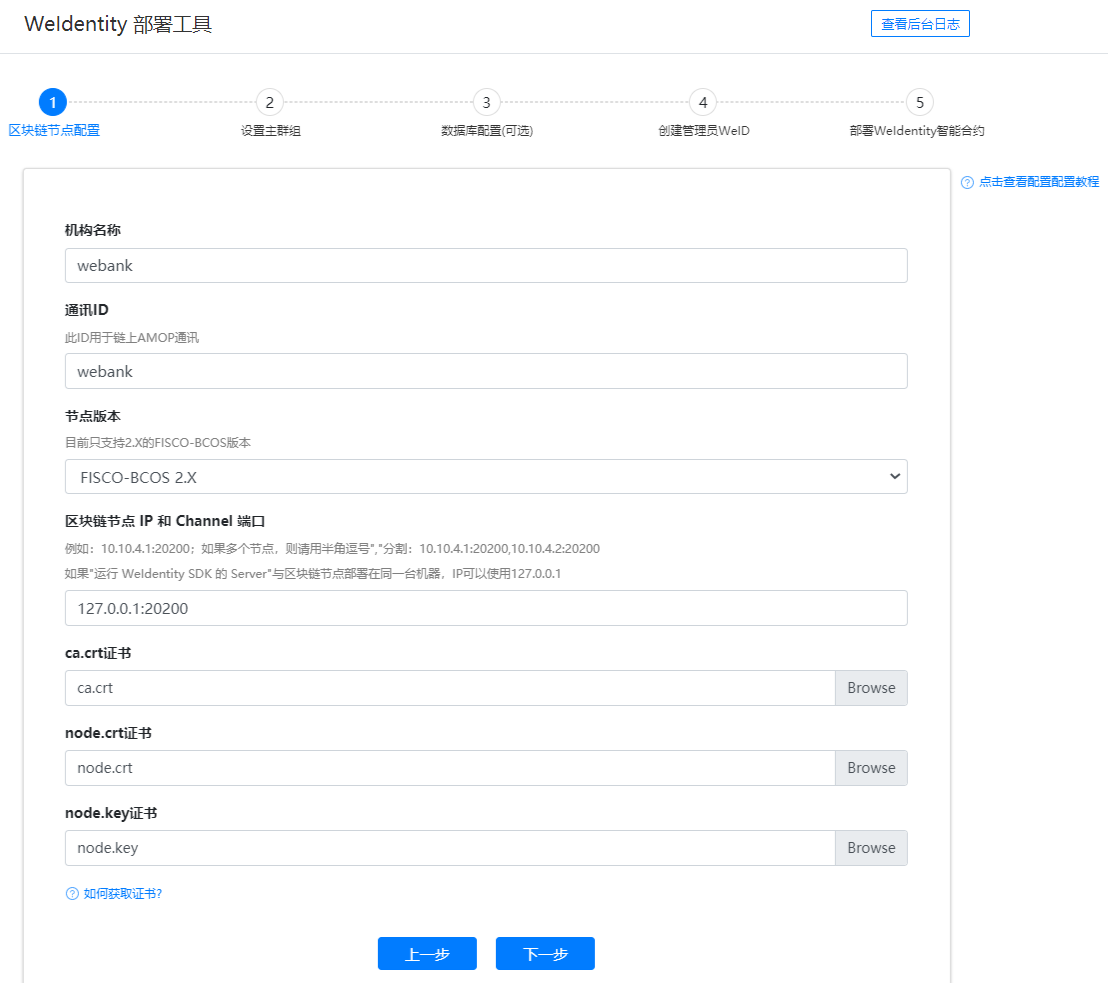 WeIdentity 部署工具
查看后台日志
1
2
3
4
5
区块链节点配置
设置主群组
数据库配置(可选)
创建管理员WeID
部署WeIdentity智能合约
点击查看配置配置教程
机构名称
webank
通讯ID
此ID用于链上AMOP通讯
webank
节点版本
目前只支持2.X的FISCO-BCOS版本
FISCO-BCOS 2.X
区块链节点 IP 和 Channel 端口
例如：10.10.4.1:20200；如果多个节点，则请用半角逗号","分割：10.10.4.1:20200,10.10.4.2:20200
如果"运行 WeIdentity SDK 的 Server"与区块链节点部署在同一台机器，IP可以使用127.0.0.1
127.0.0.1:20200
ca.crt证书
ca.crt Browse
node.crt证书
node.crt Browse
node.key证书
node.key Browse
如何获取证书?
上一步
下一步